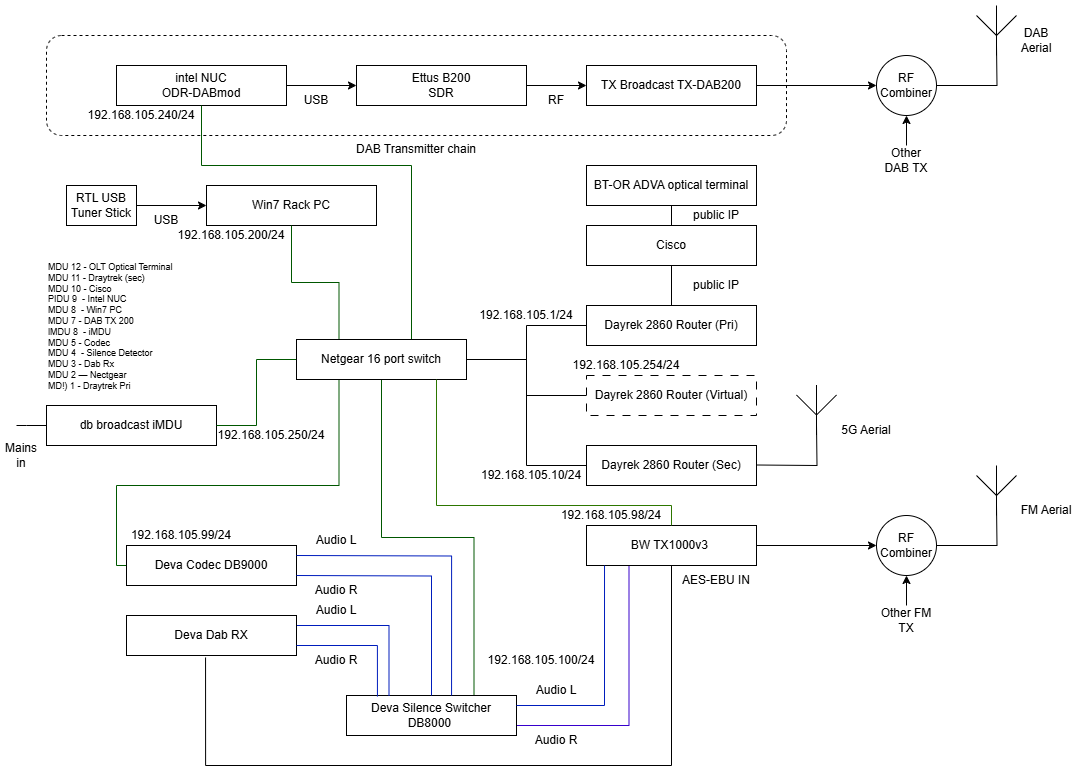 DAB
Aerial
intel NUC
ODR-DABmod
USB
Ettus B200
SDR
RF
TX Broadcast TX-DAB200
RF
Combiner
192.168.105.240/24
DAB Transmitter chain
Other
DAB TX
RTL USB
Tuner Stick
USB
Win7 Rack PC
192.168.105.200/24
BT-OR ADVA optical terminal
public IP
Cisco
public IP
MDU 12 - OLT Optical Terminal
MDU 11 - Draytrek (sec)
MDU 10 - Cisco
PIDU 9 - Intel NUC
MDU 8 - Win7 PC
MDU 7 - DAB TX 200
IMDU 8 - iMDU
MDU 5 - Codec
MDU 4 - Silence Detector
MDU 3 - Dab Rx
MDU 2 — Nectgear
MD!) 1 - Draytrek Pri
192.168.105.1/24
Dayrek 2860 Router (Pri)
Netgear 16 port switch
192.168.105.254/24
Dayrek 2860 Router (Virtual)
db broadcast iMDU
192.168.105.250/24
Mains
in
5G Aerial
192.168.105.10/24
Dayrek 2860 Router (Sec)
192.168.105.98/24
BW TX1000v3
AES-EBU IN
RF
Combiner
FM Aerial
Other FM
TX
192.168.105.99/24
Deva Codec DB9000
Audio L
Audio R
Deva Dab RX
Audio L
Audio R
192.168.105.100/24
Deva Silence Switcher
DB8000
Audio L
Audio R